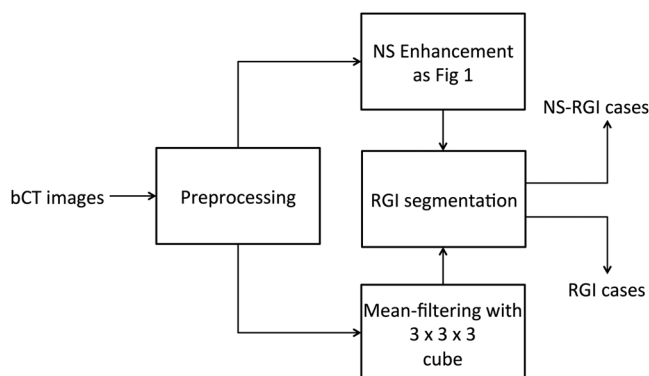 NS Enhancement
as Fig 1
NS-RGI cases
bCT images
Preprocessing
RGI segmentation
RGI cases
Mean-filtering with
3 x 3 x 3
cube